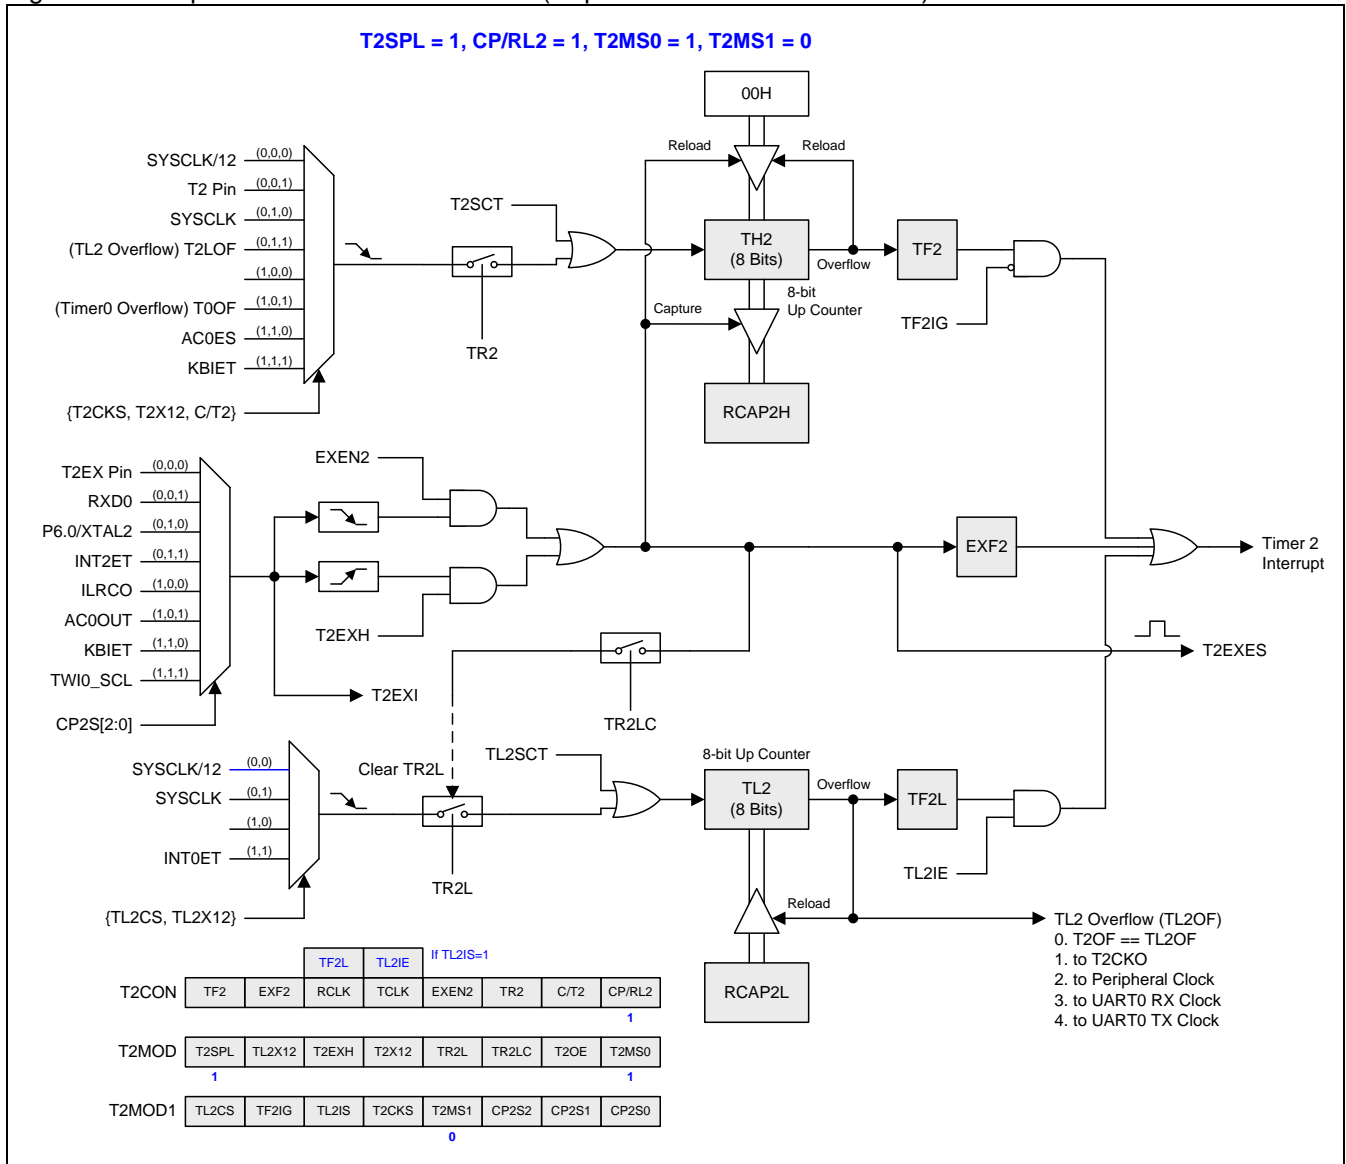 T2SPL = 1, CP/RL2 = 1, T2MS0 = 1, T2MS1 = 0
00H
Reload
Reload
SYSCLK/12 (0,0,0)
T2 Pin (0,0,1)
SYSCLK (0,1,0)
(TL2 Overflow) T2LOF (0,1,1)
(1,0,0)
(Timer0 Overflow) T0OF (1,0,1)
AC0ES (1,1,0)
KBIET (1,1,1)
{T2CKS, T2X12, C/T2}
T2SCT
TR2
TH2
(8 Bits)
Overflow
TF2
8-bit
Up Counter
Capture
TF2IG
RCAP2H
T2EX Pin (0,0,0)
RXD0 (0,0,1)
P6.0/XTAL2 (0,1,0)
INT2ET (0,1,1)
ILRCO (1,0,0)
AC0OUT (1,0,1)
KBIET (1,1,0)
TWI0_SCL (1,1,1)
CP2S[2:0]
EXEN2
T2EXH
T2EXI
EXF2
Timer 2
Interrupt
T2EXES
TR2LC
SYSCLK/12 (0,0)
SYSCLK (0,1)
(1,0)
INT0ET (1,1)
{TL2CS, TL2X12}
Clear TR2L
TR2L
TL2SCT
8-bit Up Counter
TL2
(8 Bits)
Overflow
TF2L
TL2IE
Reload
RCAP2L
TL2 Overflow (TL2OF)
0. T2OF == TL2OF
1. to T2CKO
2. to Peripheral Clock
3. to UART0 RX Clock
4. to UART0 TX Clock
TF2L TL2IE If TL2IS=1
T2CON TF2 EXF2 RCLK TCLK EXEN2 TR2 C/T2 CP/RL2
1
T2MOD T2SPL TL2X12 T2EXH T2X12 TR2L TR2LC T2OE T2MS0
1 1
T2MOD1 TL2CS TF2IG TL2IS T2CKS T2MS1 CP2S2 CP2S1 CP2S0
0